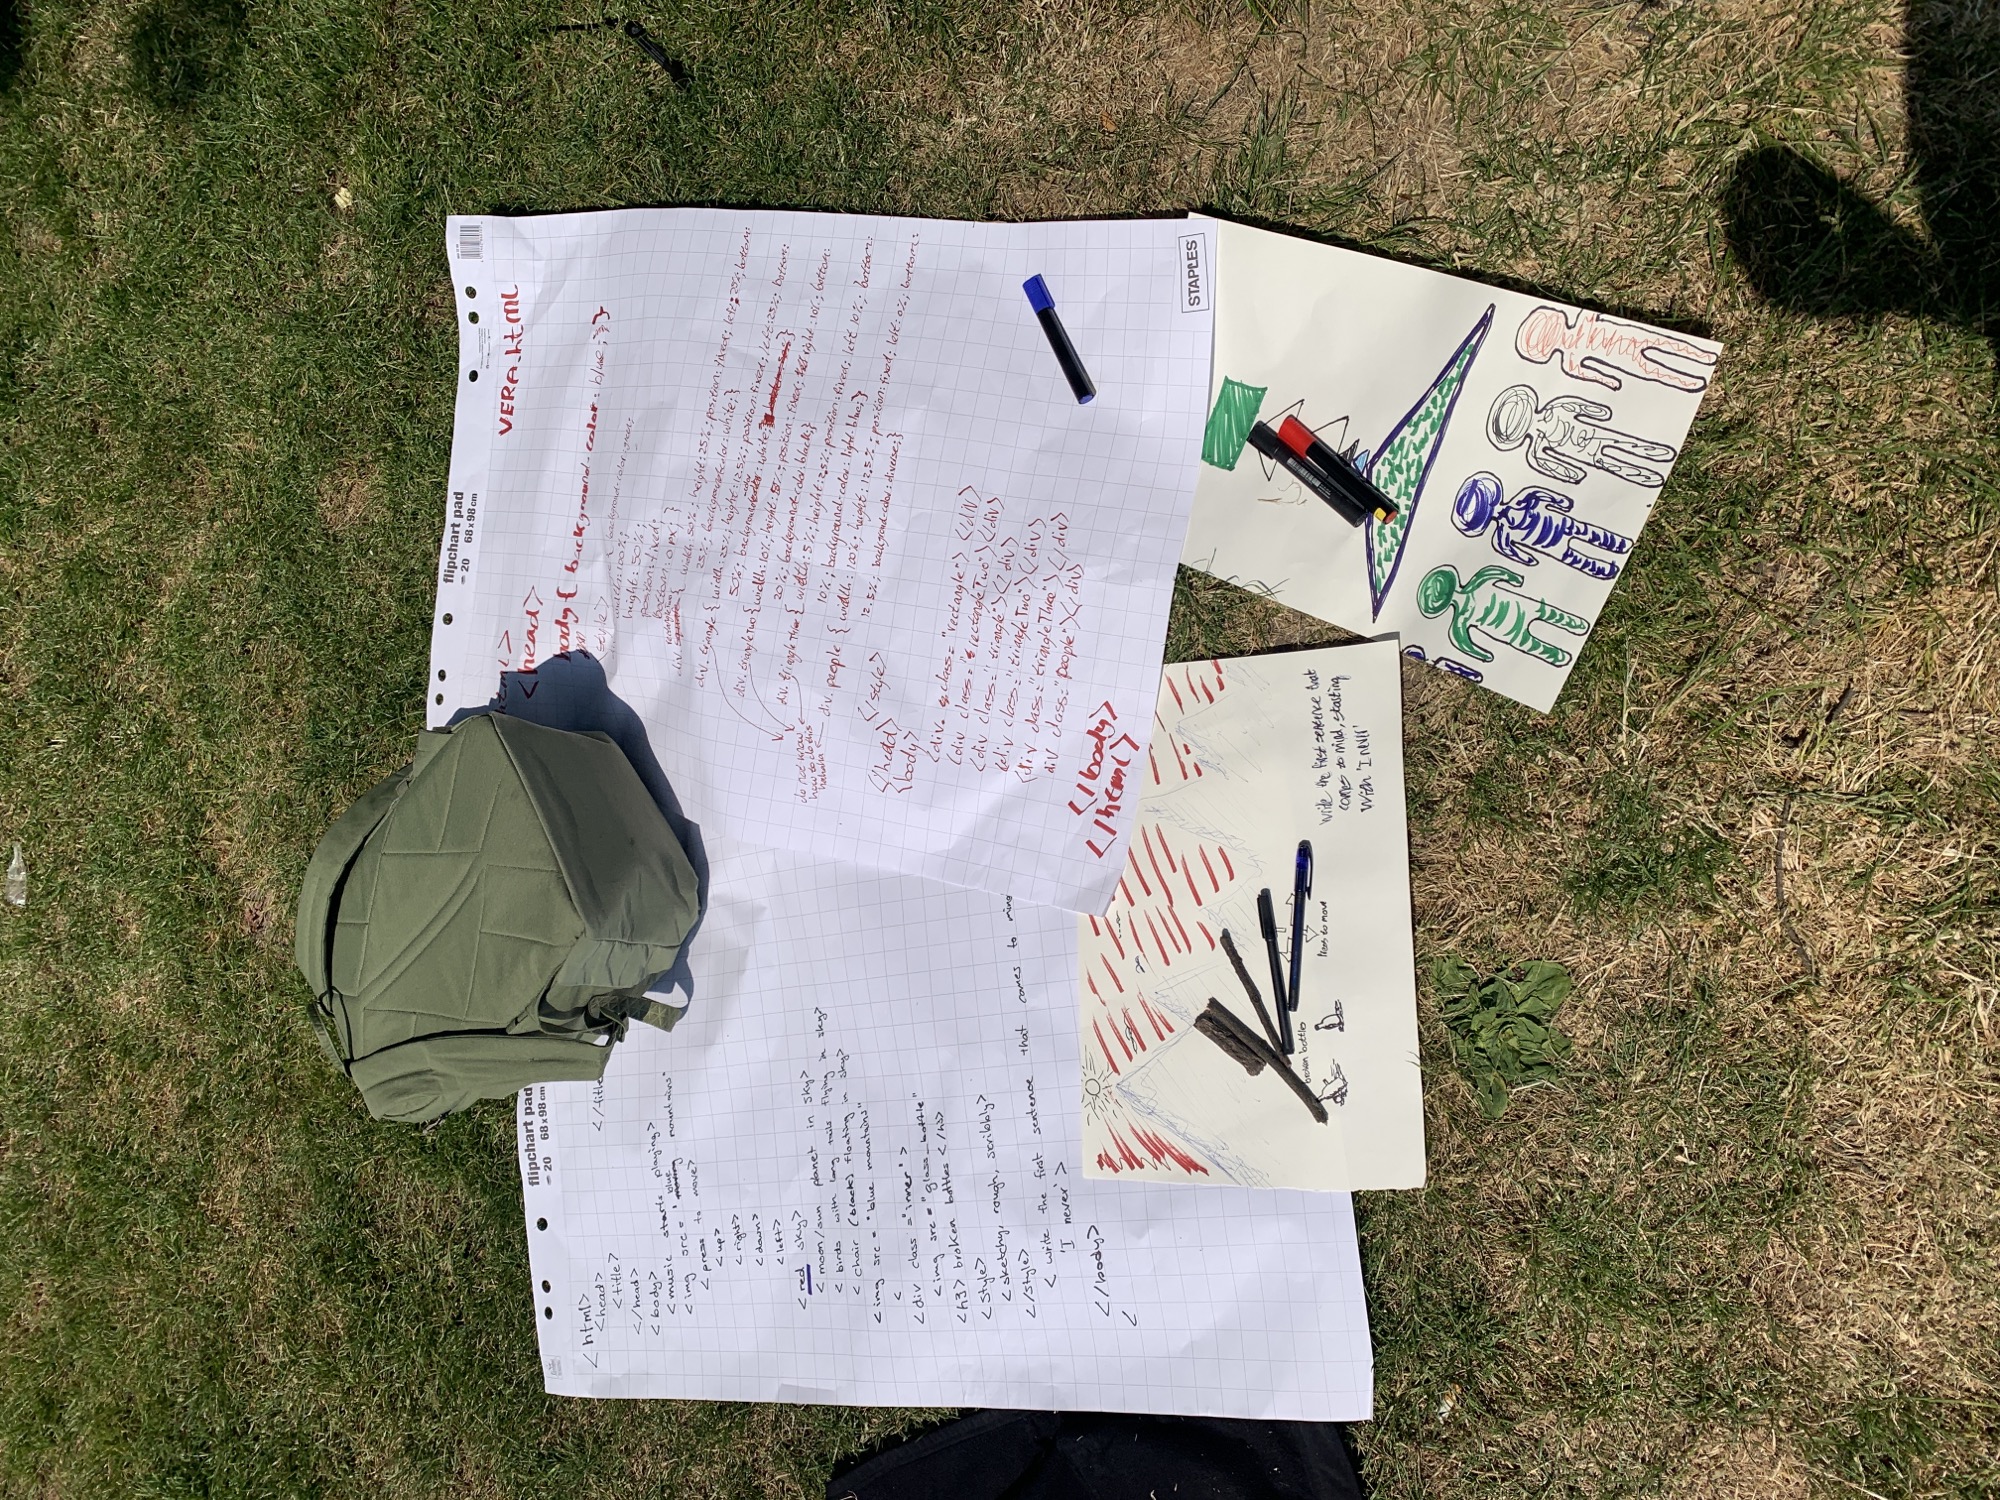 flipchart pad
20 68x98cm
<html>
<head> </title
<title>
</head>
<body>
<music starts playing>
blue
<img src = "moving mountains"
<press to move>
<up>
<right>
<down>
<left>
<red sky>
<moon/sun planet in sky>
<birds with long tails flying in sky>
<chair (black) floating in sky>
<img src = "blue mountains"
<
<div class ="inner" >
<img src = "glass_bottle"
<h3> broken bottles </h3>
<style>
<sketchy, rough, scribbly>
</style>
< write the first sentence that comes to mind
'I never' >
</body>
<
flipchart pad
20 68x98cm
VERA.html
html>
</head>
body { background-color: blue; }
<style>
background-color: green;
width: 100%;
height: 50%;
position: fixed;
bottom: 0px; }
rectangleTwo
div. { width: 50%; height: 25%; position: fixed; left: 25%; bottom:
25%; backgroundcolor: white; }
div. triangle { width: 25%; height: 12.5%; position: fixed; left: 25%; bottom:
50%; background color: white;
div. triangleTwo { width: 10%; height: 5%; position: fixed; right: 10%; bottom:
20%; background-color: black; }
div. triangle Three { width: 5%; height: 2.5%; position: fixed; left 10%; bottom:
10%; background-color: light-blue; }
do not know
how to do this
hahaha
div. people { width: 100%; height: 12.5%; position: fixed; left: 0%; bottom:
12.5%; background-color: diverse; }
</style>
</head>
<body>
<div. class= "rectangle"> </div>
<div class= "rectangleTwo"> </div>
<div class= "triangle"> </div>
<div class= "triangleTwo"> </div>
<div class= "triangleThree"> </div>
div class= "people"> </div>
</body>
</html>
STAPLES
broken bottles
Press to move
Write the first sentence that
comes to mind, starting
With 'I never'